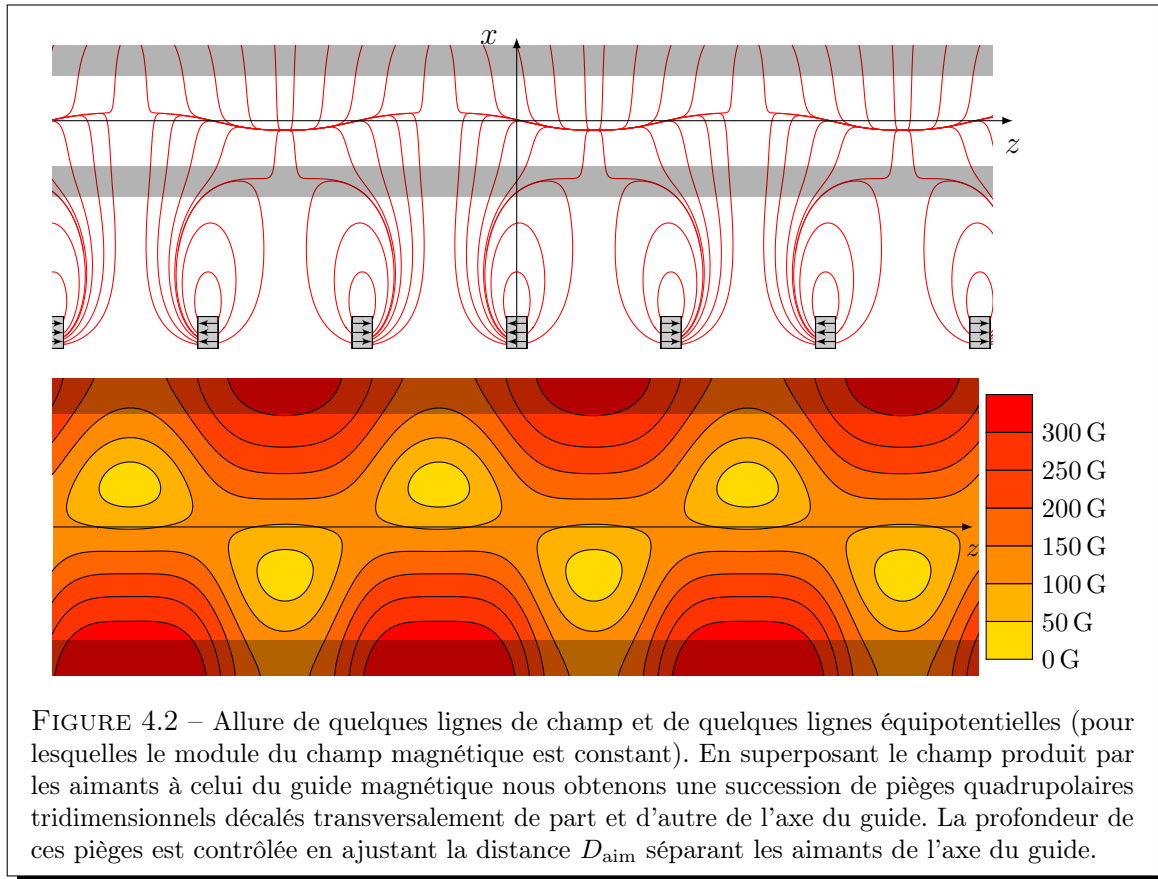 x
z
z
300 G
250 G
200 G
150 G
100 G
50 G
0 G
FIGURE 4.2 – Allure de quelques lignes de champ et de quelques lignes équipotentielles (pour
lesquelles le module du champ magnétique est constant). En superposant le champ produit par
les aimants à celui du guide magnétique nous obtenons une succession de pièges quadrupolaires
tridimensionnels décalés transversalement de part et d'autre de l'axe du guide. La profondeur de
ces pièges est contrôlée en ajustant la distance D_aim séparant les aimants de l'axe du guide.